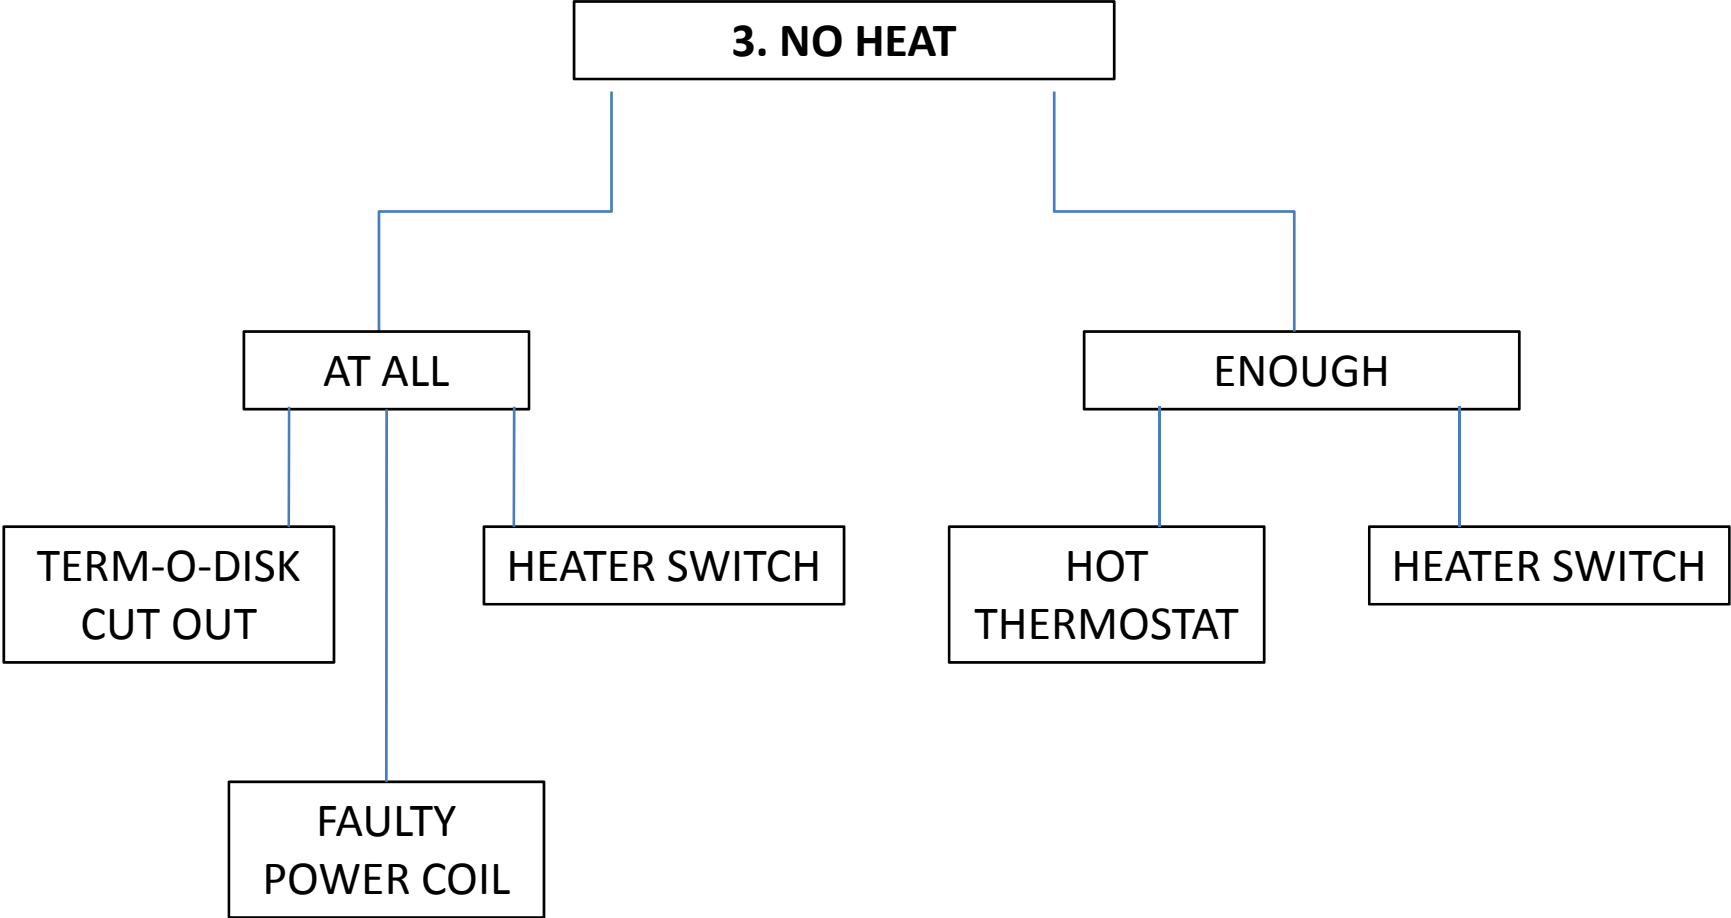 3. NO HEAT
AT ALL
ENOUGH
TERM-O-DISK
CUT OUT
HEATER SWITCH
HOT
THERMOSTAT
HEATER SWITCH
FAULTY
POWER COIL